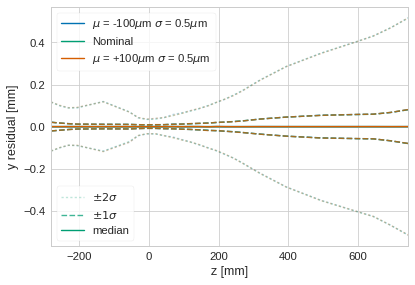 μ = -100μm σ = 0.5μm
Nominal
μ = +100μm σ = 0.5μm
0.4
0.2
0.0
−0.2
−0.4
y residual [mm]
±2σ
±1σ
median
−200 0 200 400 600
z [mm]